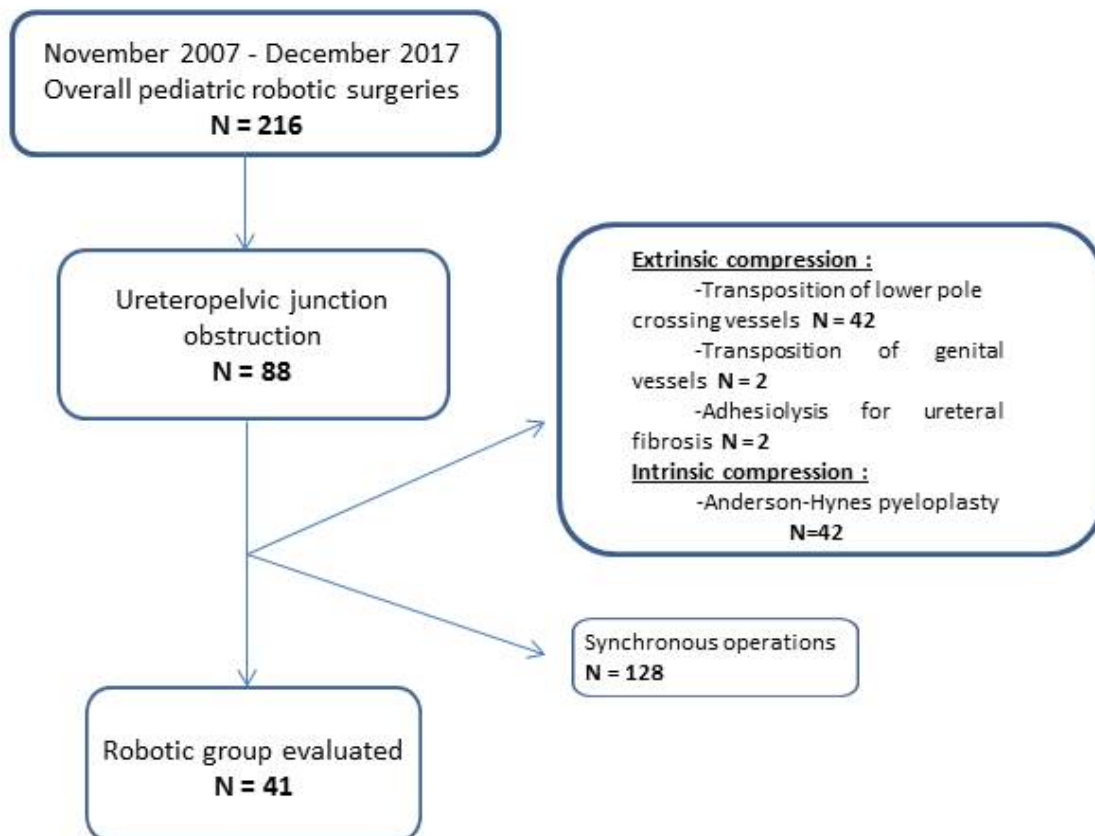 November 2007 - December 2017
Overall pediatric robotic surgeries
N = 216
Ureteropelvic junction
obstruction
N = 88
Extrinsic compression :
-Transposition of lower pole
crossing vessels N = 42
-Transposition of genital
vessels N = 2
-Adhesiolysis for ureteral
fibrosis N = 2
Intrinsic compression :
-Anderson-Hynes pyeloplasty
N=42
Synchronous operations
N = 128
Robotic group evaluated
N = 41